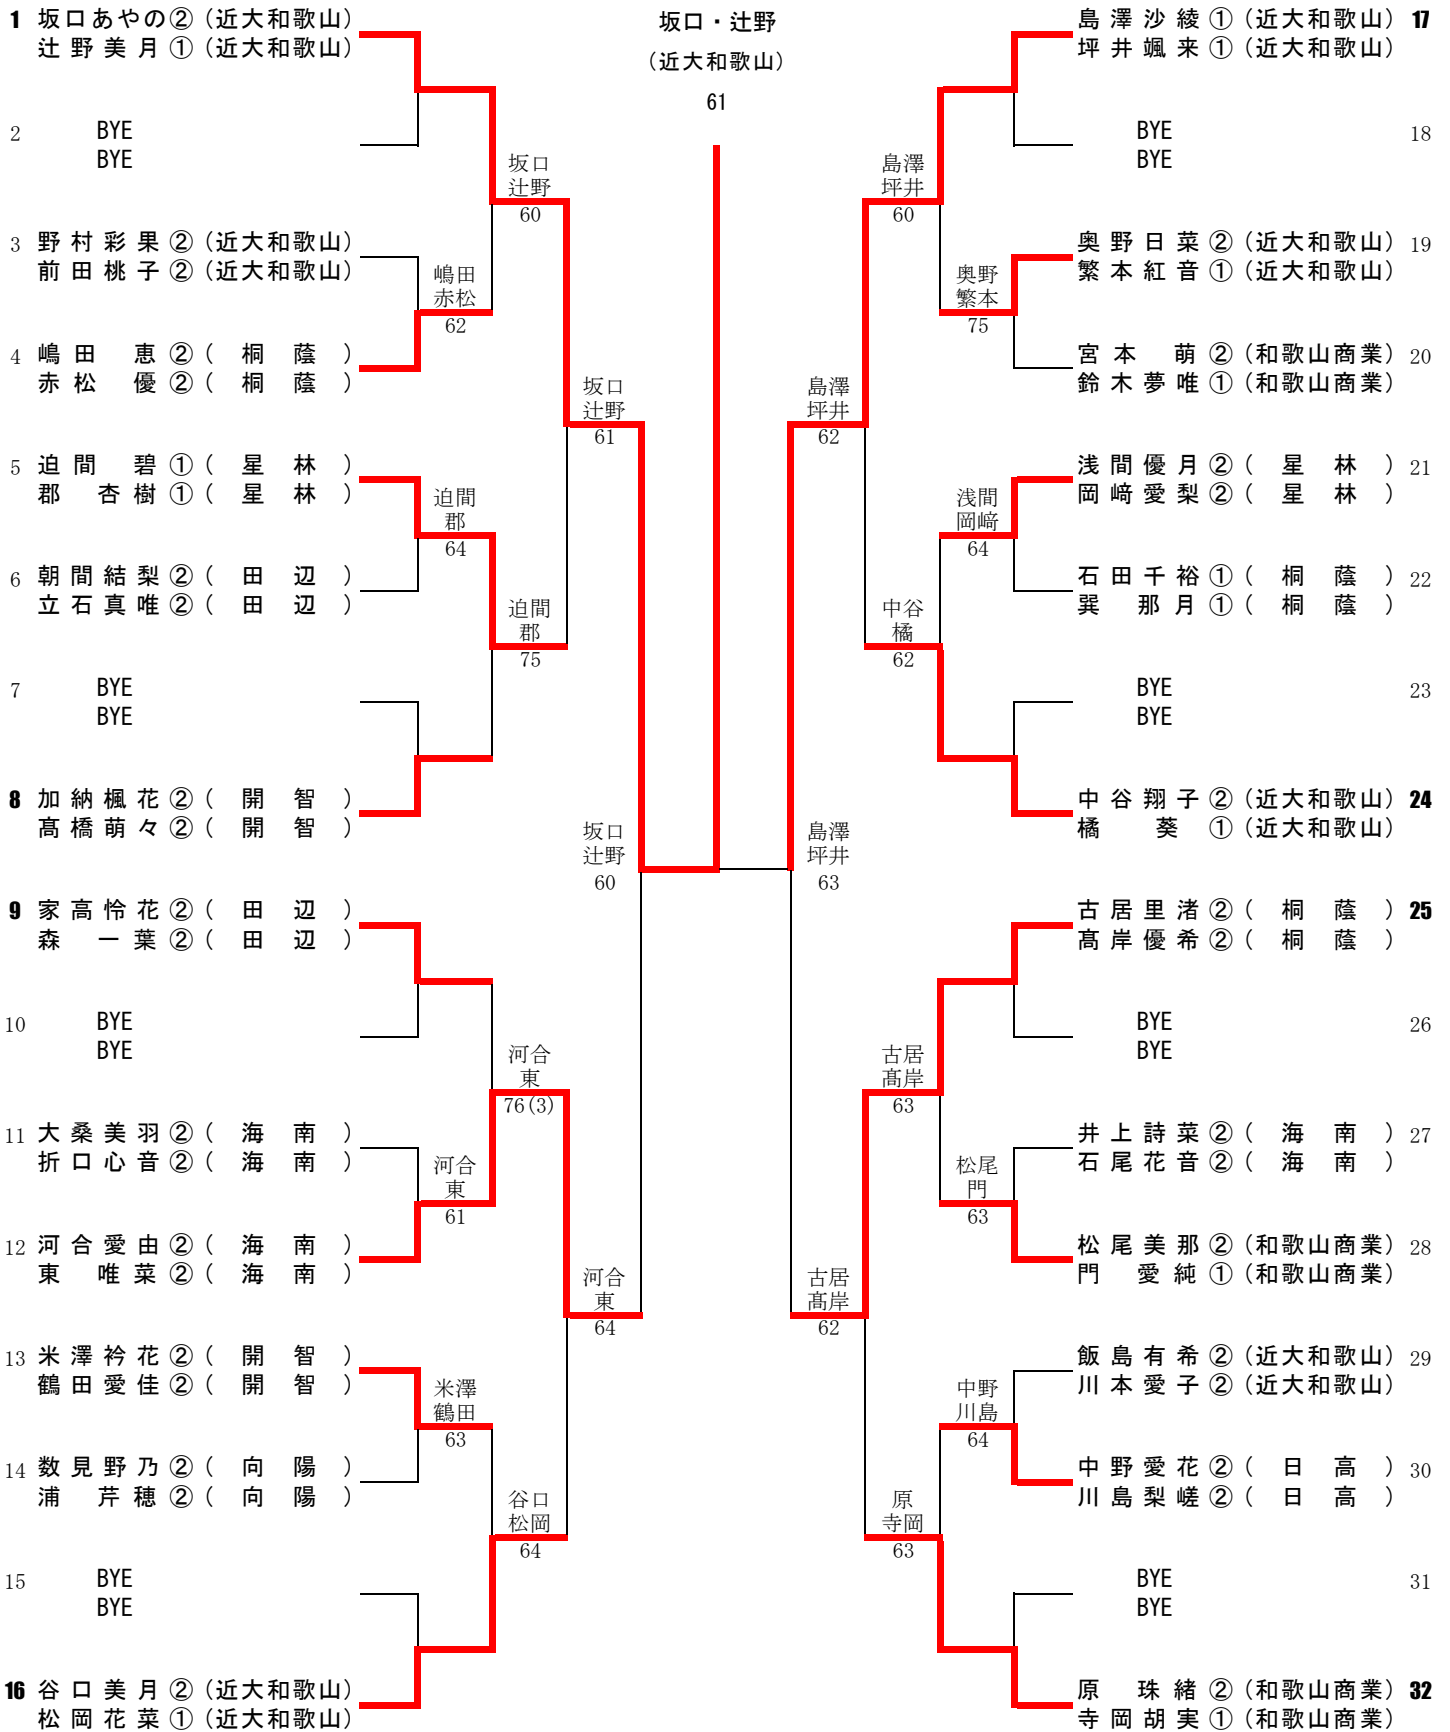 坂口・辻野
(近大和歌山)
61
1 坂口あやの② (近大和歌山)
辻野美月① (近大和歌山)
2 BYE
BYE
3 野村彩果② (近大和歌山)
前田桃子② (近大和歌山)
4 嶋田 恵② ( 桐 蔭 )
赤松 優② ( 桐 蔭 )
5 迫間 碧① ( 星 林 )
郡 杏樹① ( 星 林 )
6 朝間結梨② ( 田 辺 )
立石真唯② ( 田 辺 )
7 BYE
BYE
8 加納楓花② ( 開 智 )
髙橋萌々② ( 開 智 )
9 家高怜花② ( 田 辺 )
森 一葉② ( 田 辺 )
10 BYE
BYE
11 大桑美羽② ( 海 南 )
折口心音② ( 海 南 )
12 河合愛由② ( 海 南 )
東 唯菜② ( 海 南 )
13 米澤衿花② ( 開 智 )
鶴田愛佳② ( 開 智 )
14 数見野乃② ( 向 陽 )
浦 芹穂② ( 向 陽 )
15 BYE
BYE
16 谷口美月② (近大和歌山)
松岡花菜① (近大和歌山)
嶋田
赤松
62
迫間
郡
64
河合
東
61
米澤
鶴田
63
坂口
辻野
60
迫間
郡
75
河合
東
76(3)
谷口
松岡
64
坂口
辻野
61
河合
東
64
坂口
辻野
60
島澤
坪井
63
島澤
坪井
62
古居
髙岸
62
島澤
坪井
60
中谷
橘
62
古居
髙岸
63
原
寺岡
63
奥野
繁本
75
浅間
岡﨑
64
松尾
門
63
中野
川島
64
島澤沙綾① (近大和歌山) 17
坪井颯来① (近大和歌山)
BYE 18
BYE
奥野日菜② (近大和歌山) 19
繁本紅音① (近大和歌山)
宮本 萌② (和歌山商業) 20
鈴木夢唯① (和歌山商業)
浅間優月② ( 星 林 ) 21
岡﨑愛梨② ( 星 林 )
石田千裕① ( 桐 蔭 ) 22
巽 那月① ( 桐 蔭 )
BYE 23
BYE
中谷翔子② (近大和歌山) 24
橘 葵 ① (近大和歌山)
古居里渚② ( 桐 蔭 ) 25
髙岸優希② ( 桐 蔭 )
BYE 26
BYE
井上詩菜② ( 海 南 ) 27
石尾花音② ( 海 南 )
松尾美那② (和歌山商業) 28
門 愛純① (和歌山商業)
飯島有希② (近大和歌山) 29
川本愛子② (近大和歌山)
中野愛花② ( 日 高 ) 30
川島梨嵯② ( 日 高 )
BYE 31
BYE
原 珠緒② (和歌山商業) 32
寺岡胡実① (和歌山商業)